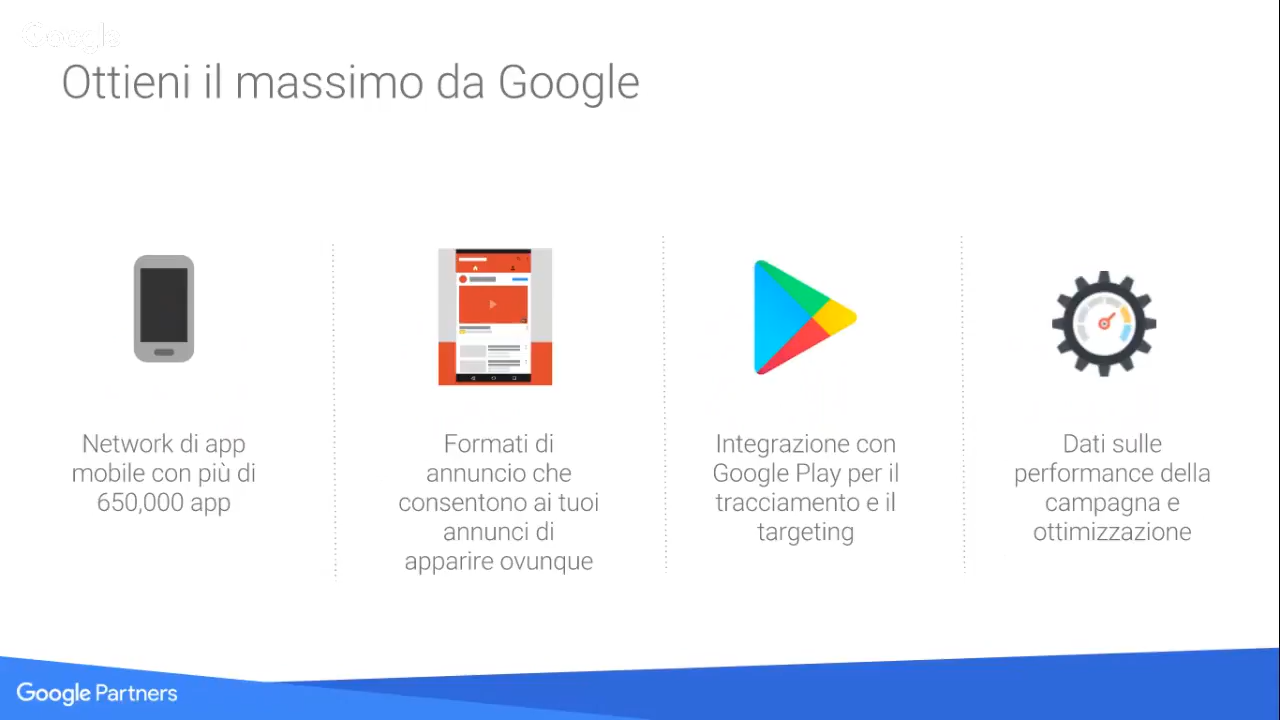 Google
Ottieni il massimo da Google
Network di app
mobile con più di
650,000 app
Formati di
annuncio che
consentono ai tuoi
annunci di
apparire ovunque
Integrazione con
Google Play per il
tracciamento e il
targeting
Dati sulle
performance della
campagna e
ottimizzazione
Google Partners